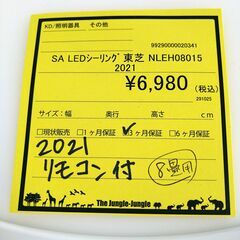 KD/照明器具 その他
99290000020341
SA LEDシーリング 東芝 NLEH08015
2021
¥6,980(税込)
291025
サイズ:幅 奥行 高さ cm
□現状販売 □1ヶ月保証 ☑3ヶ月保証 □6ヶ月保証
2021
リモコン付
8畳用
The Jungle-Jungle